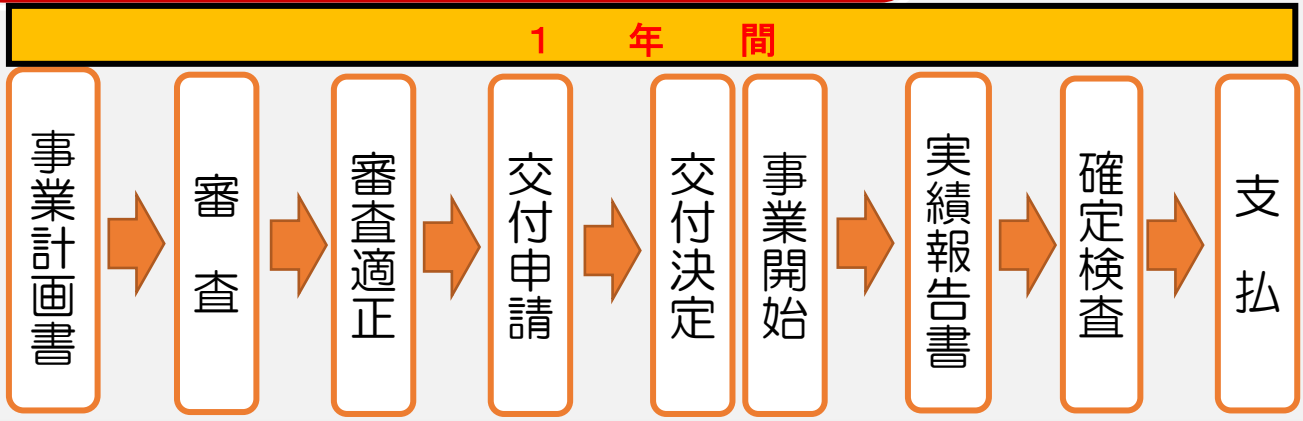 １年間
事業計画書
審査
審査適正
交付申請
交付決定
事業開始
実績報告書
確定検査
支払